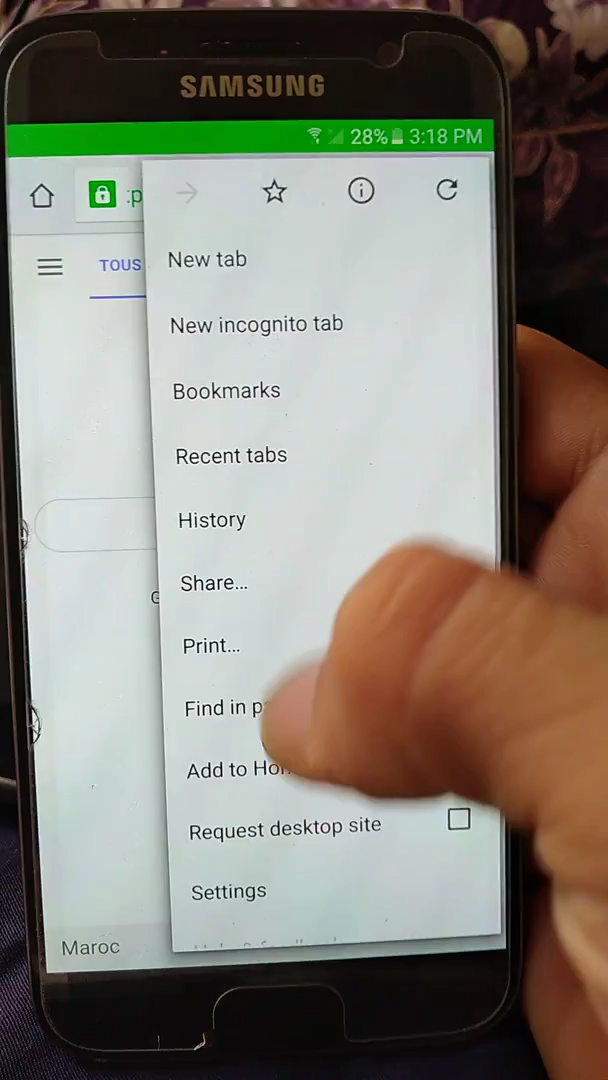 SAMSUNG
28% 3:18 PM
:p
TOUS
New tab
New incognito tab
Bookmarks
Recent tabs
History
Share...
G
Print...
Find in p
Add to Hom
Request desktop site
Settings
Maroc